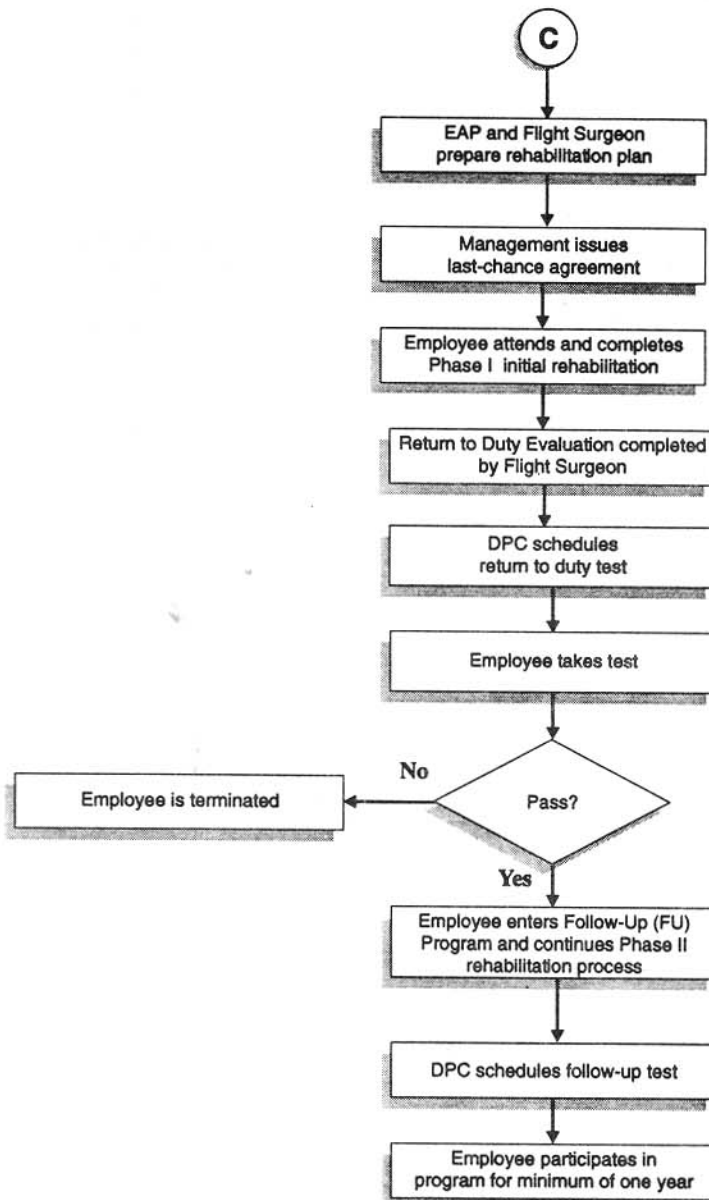 C
EAP and Flight Surgeon
prepare rehabilitation plan
Management issues
last-chance agreement
Employee attends and completes
Phase I initial rehabilitation
Return to Duty Evaluation completed
by Flight Surgeon
DPC schedules
return to duty test
Employee takes test
No
Employee is terminated
Pass?
Yes
Employee enters Follow-Up (FU)
Program and continues Phase II
rehabilitation process
DPC schedules follow-up test
Employee participates in
program for minimum of one year